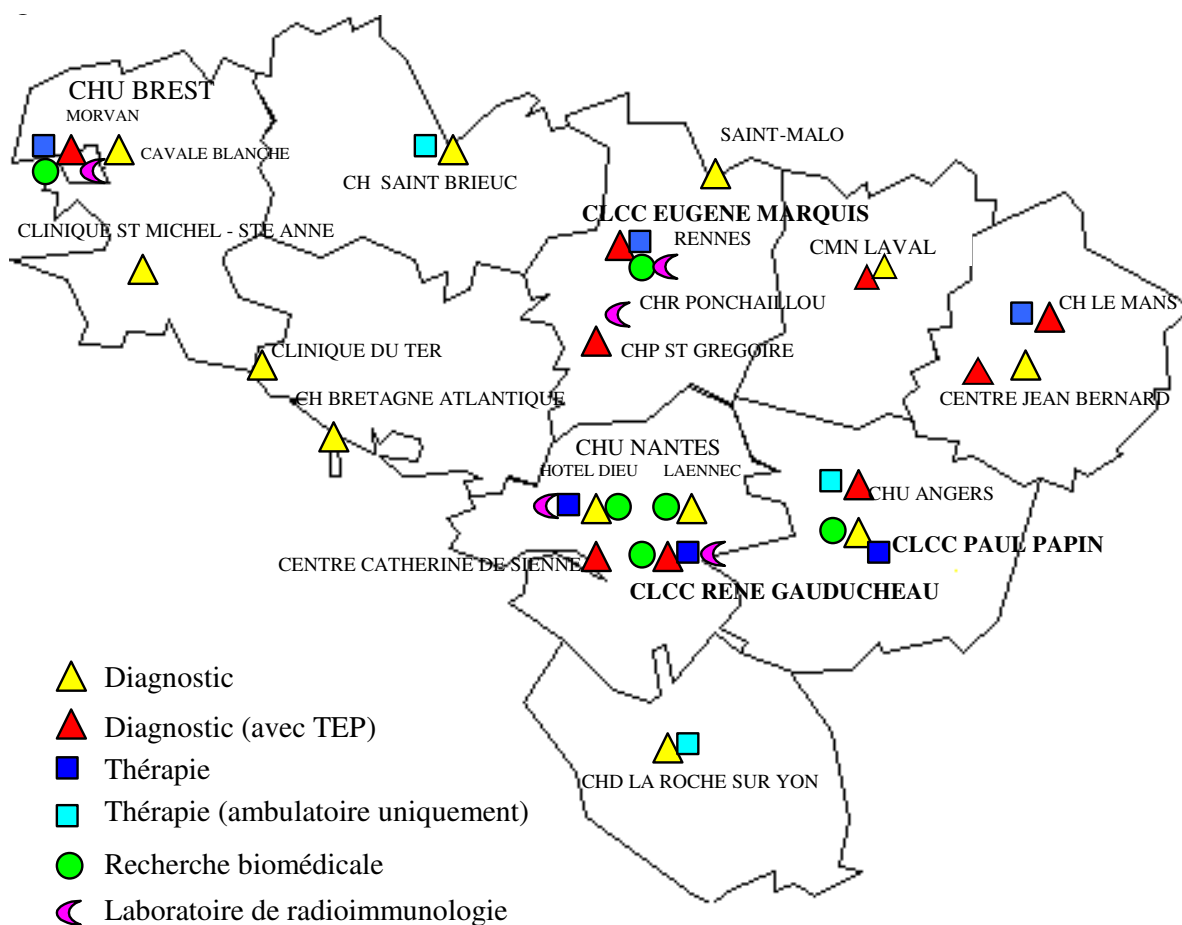 CHU BREST
MORVAN
CAVALE BLANCHE
CLINIQUE ST MICHEL - STE ANNE
CH SAINT BRIEUC
SAINT-MALO
CLCC EUGENE MARQUIS
RENNES
CHR PONCHAILLOU
CHP ST GREGOIRE
CMN LAVAL
CH LE MANS
CENTRE JEAN BERNARD
CLINIQUE DU TER
CH BRETAGNE ATLANTIQUE
CHU NANTES
HOTEL DIEU
LAENNEC
CENTRE CATHERINE DE SIENNE
CLCC RENE GAUDUCHEAU
CHU ANGERS
CLCC PAUL PAPIN
CHD LA ROCHE SUR YON
Diagnostic
Diagnostic (avec TEP)
Thérapie
Thérapie (ambulatoire uniquement)
Recherche biomédicale
Laboratoire de radioimmunologie